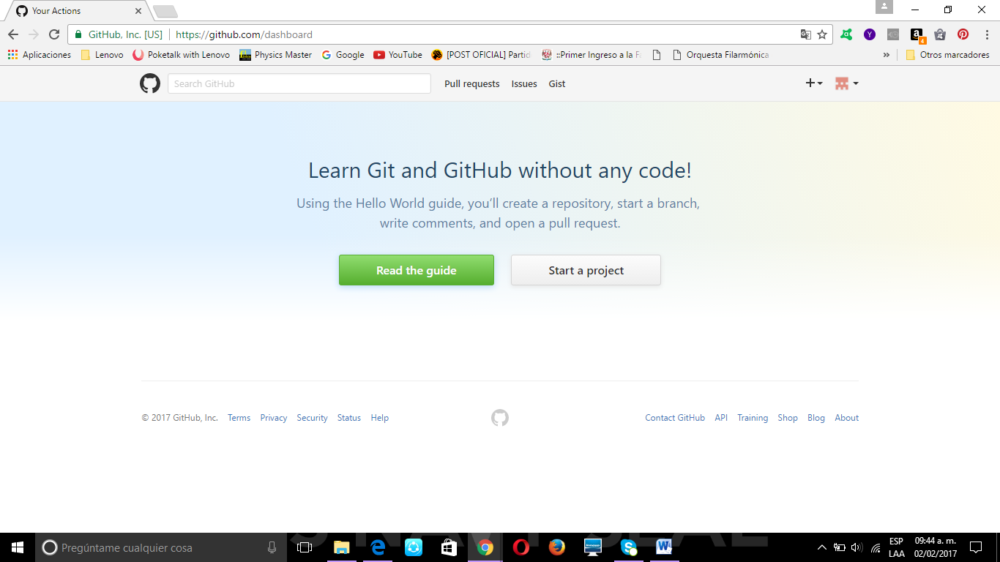 Your Actions
GitHub, Inc. [US] https://github.com/dashboard
Aplicaciones Lenovo Poketalk with Lenovo Physics Master Google YouTube [POST OFICIAL] Partid ::Primer Ingreso a la Fa Orquesta Filarmónica » Otros marcadores
Search GitHub Pull requests Issues Gist
Learn Git and GitHub without any code!
Using the Hello World guide, you’ll create a repository, start a branch,
write comments, and open a pull request.
Read the guide Start a project
© 2017 GitHub, Inc. Terms Privacy Security Status Help Contact GitHub API Training Shop Blog About
Pregúntame cualquier cosa
ESP 09:44 a. m.
LAA 02/02/2017